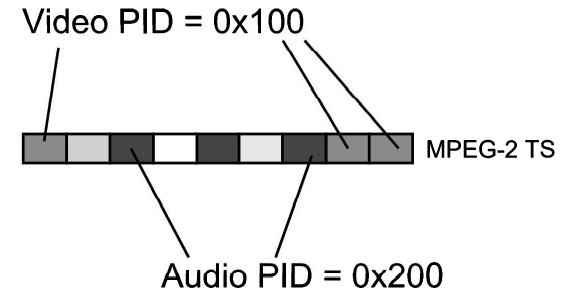 Video PID = 0x100
MPEG-2 TS
Audio PID = 0x200